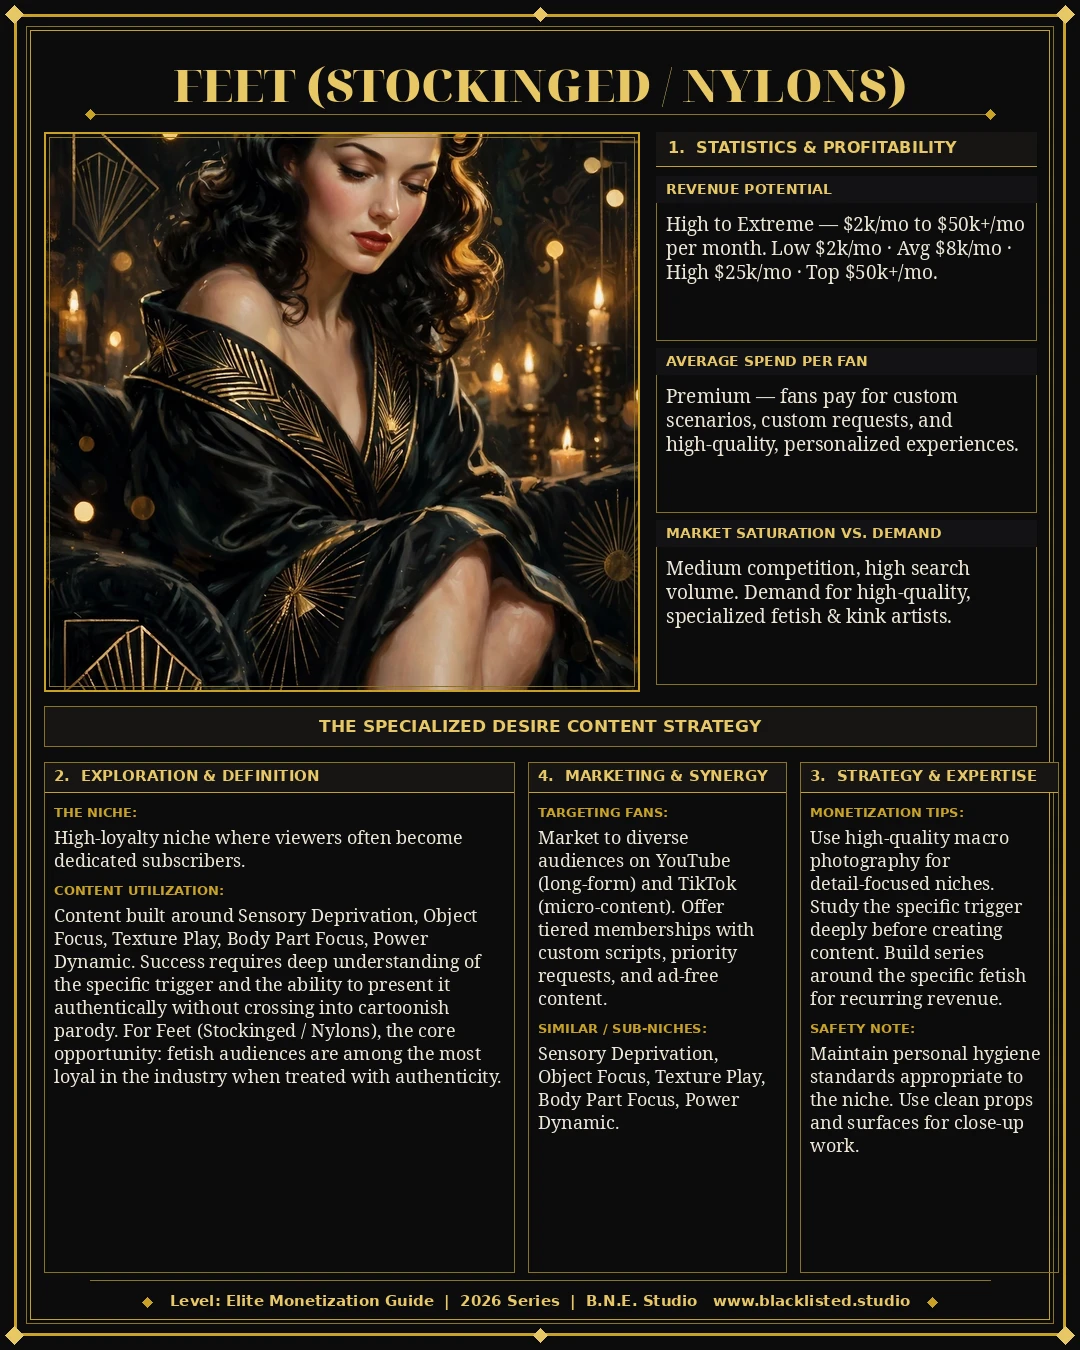 FEET (STOCKINGED / NYLONS)
1. STATISTICS & PROFITABILITY
REVENUE POTENTIAL
High to Extreme — $2k/mo to $50k+/mo
per month. Low $2k/mo · Avg $8k/mo ·
High $25k/mo · Top $50k+/mo.
AVERAGE SPEND PER FAN
Premium — fans pay for custom
scenarios, custom requests, and
high-quality, personalized experiences.
MARKET SATURATION VS. DEMAND
Medium competition, high search
volume. Demand for high-quality,
specialized fetish & kink artists.
THE SPECIALIZED DESIRE CONTENT STRATEGY
2. EXPLORATION & DEFINITION
THE NICHE:
High-loyalty niche where viewers often become
dedicated subscribers.
CONTENT UTILIZATION:
Content built around Sensory Deprivation, Object
Focus, Texture Play, Body Part Focus, Power
Dynamic. Success requires deep understanding of
the specific trigger and the ability to present it
authentically without crossing into cartoonish
parody. For Feet (Stockinged / Nylons), the core
opportunity: fetish audiences are among the most
loyal in the industry when treated with authenticity.
4. MARKETING & SYNERGY
TARGETING FANS:
Market to diverse
audiences on YouTube
(long-form) and TikTok
(micro-content). Offer
tiered memberships with
custom scripts, priority
requests, and ad-free
content.
SIMILAR / SUB-NICHES:
Sensory Deprivation,
Object Focus, Texture Play,
Body Part Focus, Power
Dynamic.
3. STRATEGY & EXPERTISE
MONETIZATION TIPS:
Use high-quality macro
photography for
detail-focused niches.
Study the specific trigger
deeply before creating
content. Build series
around the specific fetish
for recurring revenue.
SAFETY NOTE:
Maintain personal hygiene
standards appropriate to
the niche. Use clean props
and surfaces for close-up
work.
Level: Elite Monetization Guide | 2026 Series | B.N.E. Studio www.blacklisted.studio